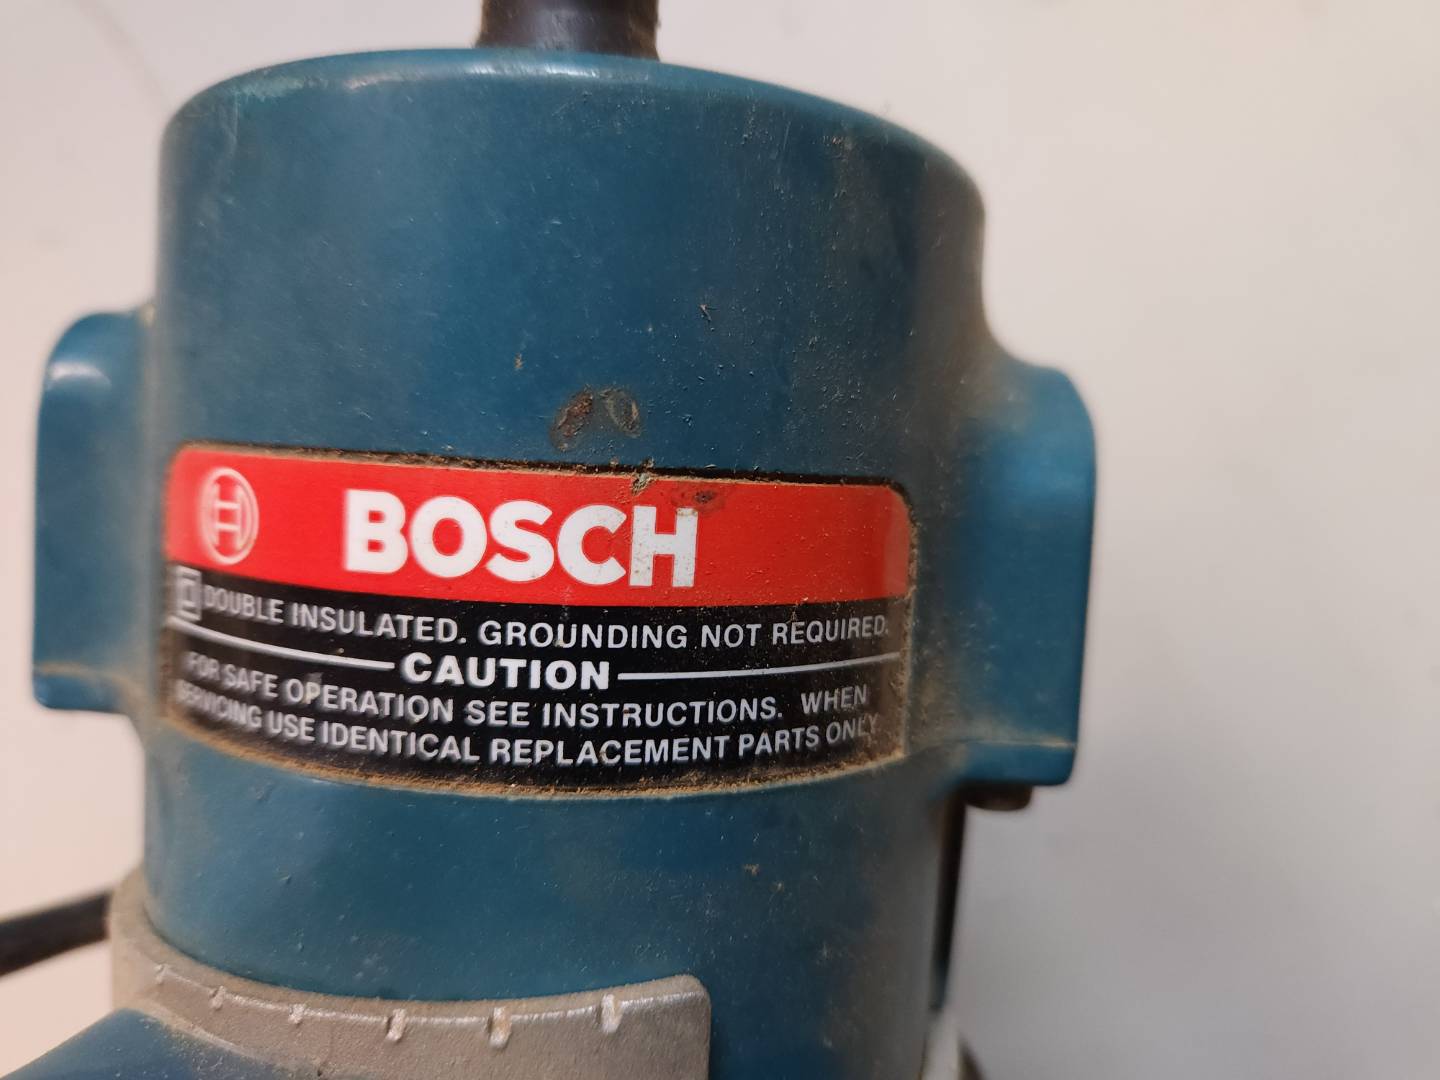 BOSCH
DOUBLE INSULATED. GROUNDING NOT REQUIRED.
CAUTION
FOR SAFE OPERATION SEE INSTRUCTIONS. WHEN
SERVICING USE IDENTICAL REPLACEMENT PARTS ONLY